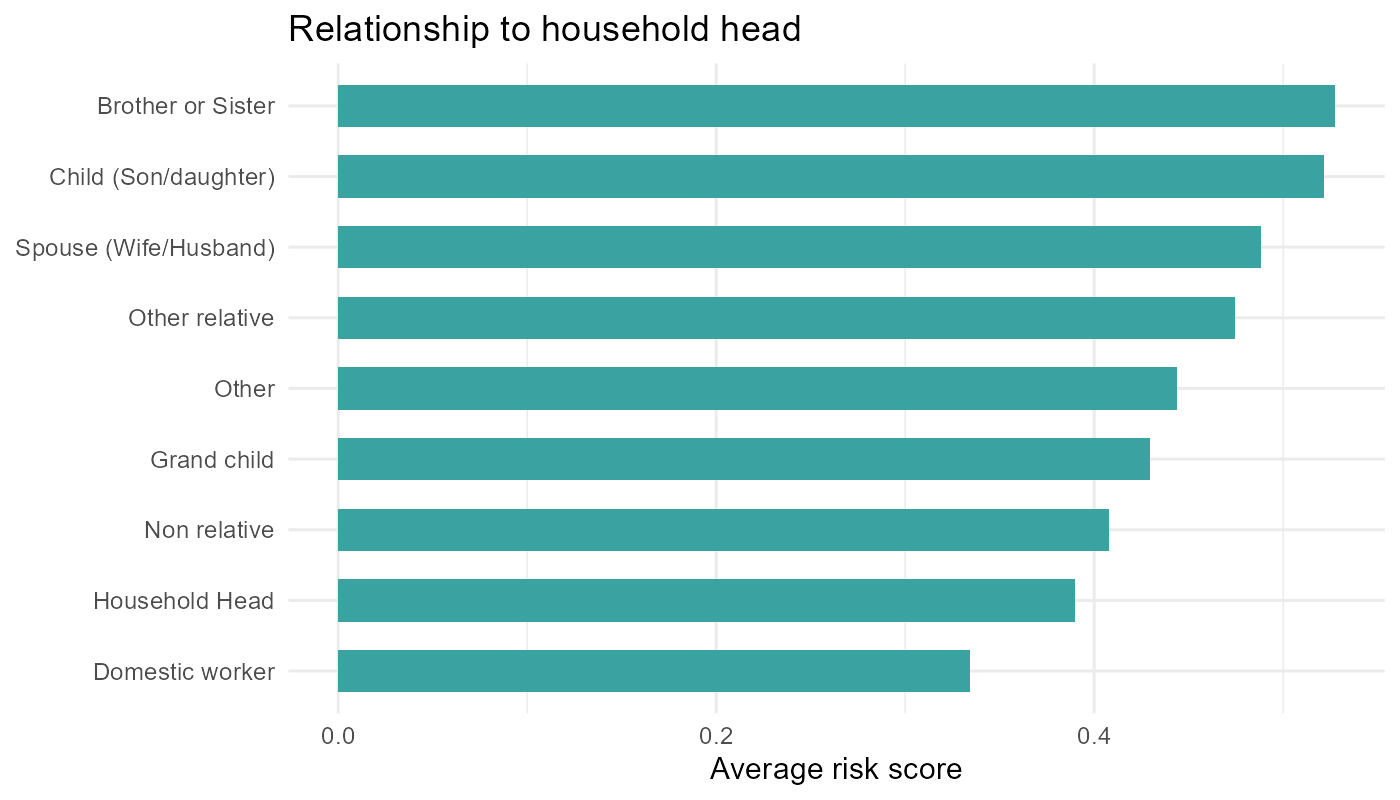 Relationship to household head
Brother or Sister
Child (Son/daughter)
Spouse (Wife/Husband)
Other relative
Other
Grand child
Non relative
Household Head
Domestic worker
0.0 0.2 0.4
Average risk score